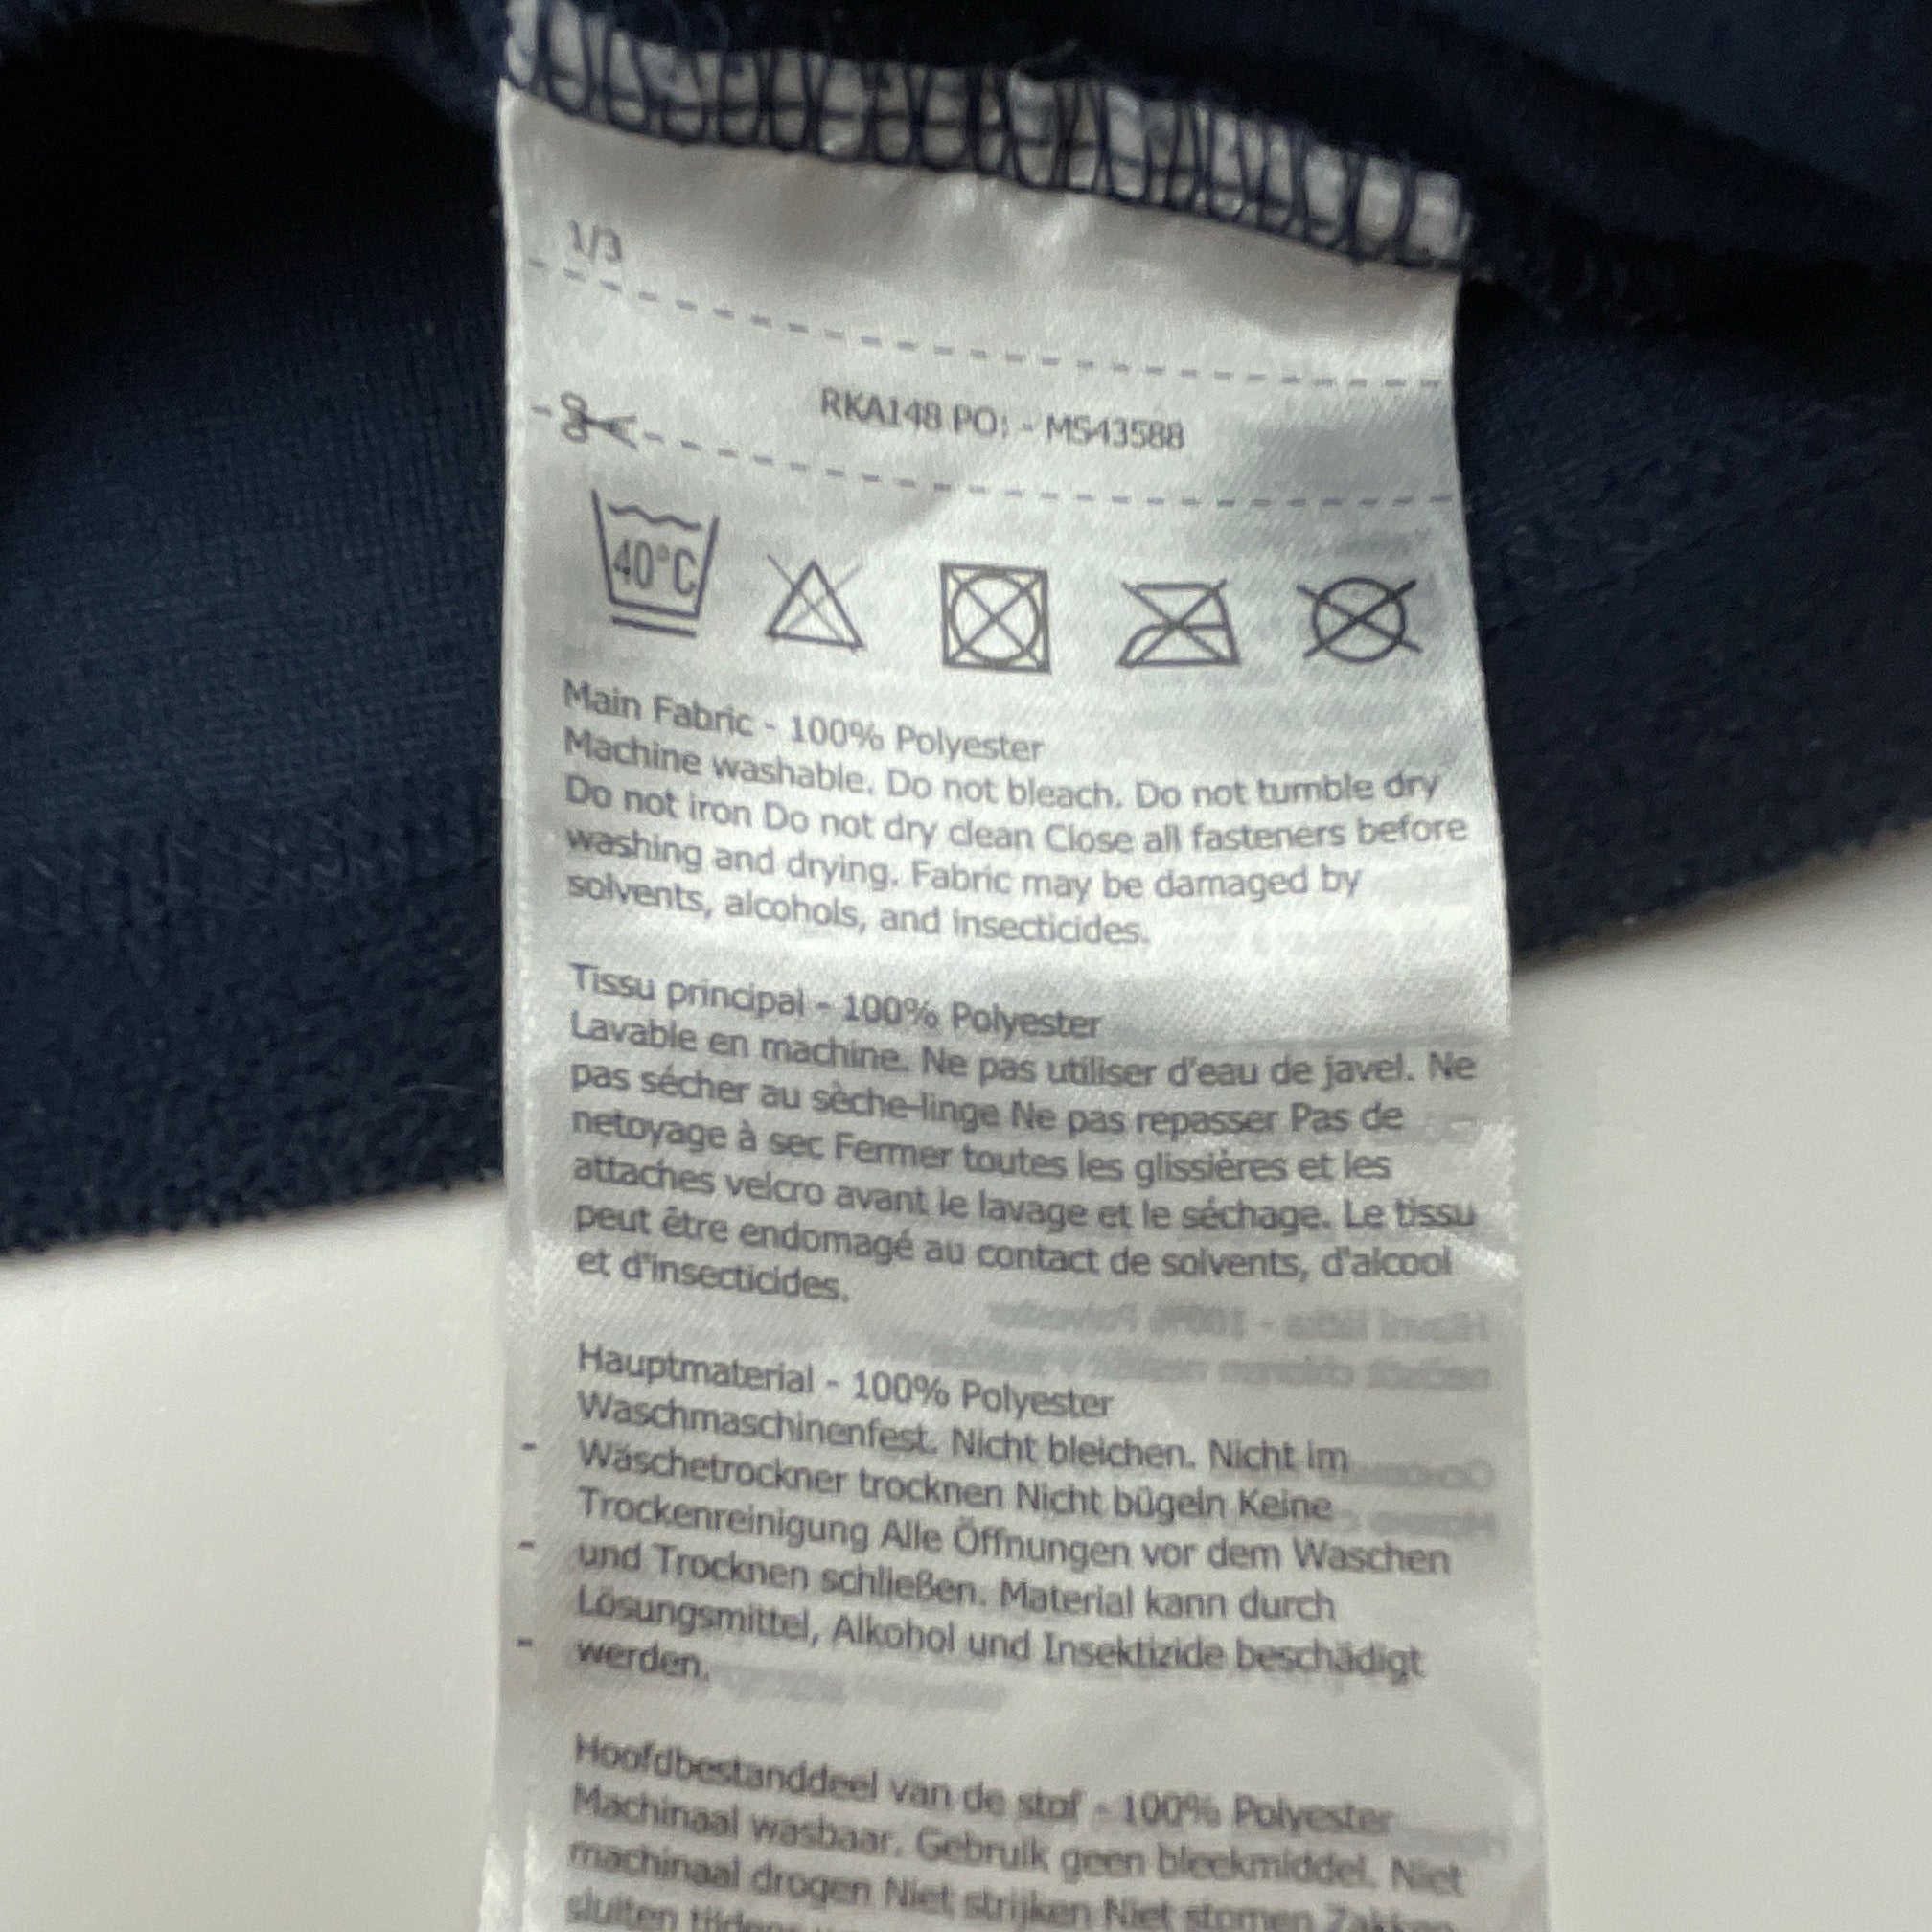 1/3
RKA148 PO: - MS43588
40°C
Main Fabric - 100% Polyester
Machine washable. Do not bleach. Do not tumble dry
Do not iron Do not dry clean Close all fasteners before
washing and drying. Fabric may be damaged by
solvents, alcohols, and insecticides.
Tissu principal - 100% Polyester
Lavable en machine. Ne pas utiliser d'eau de javel. Ne
pas sécher au sèche-linge Ne pas repasser Pas de
netoyage à sec Fermer toutes les glissières et les
attaches velcro avant le lavage et le séchage. Le tissu
peut être endomagé au contact de solvents, d'alcool
et d'insecticides.
Hauptmaterial - 100% Polyester
Waschmaschinenfest. Nicht bleichen. Nicht im
Wäschetrockner trocknen Nicht bügeln Keine
Trockenreinigung Alle Öffnungen vor dem Waschen
und Trocknen schließen. Material kann durch
Lösungsmittel, Alkohol und Insektizide beschädigt
werden.
Hoofdbestanddeel van de stof - 100% Polyester
Machinaal wasbaar. Gebruik geen bleekmiddel. Niet
machinaal drogen Niet strijken Niet stomen Zakken
sluiten tijdens